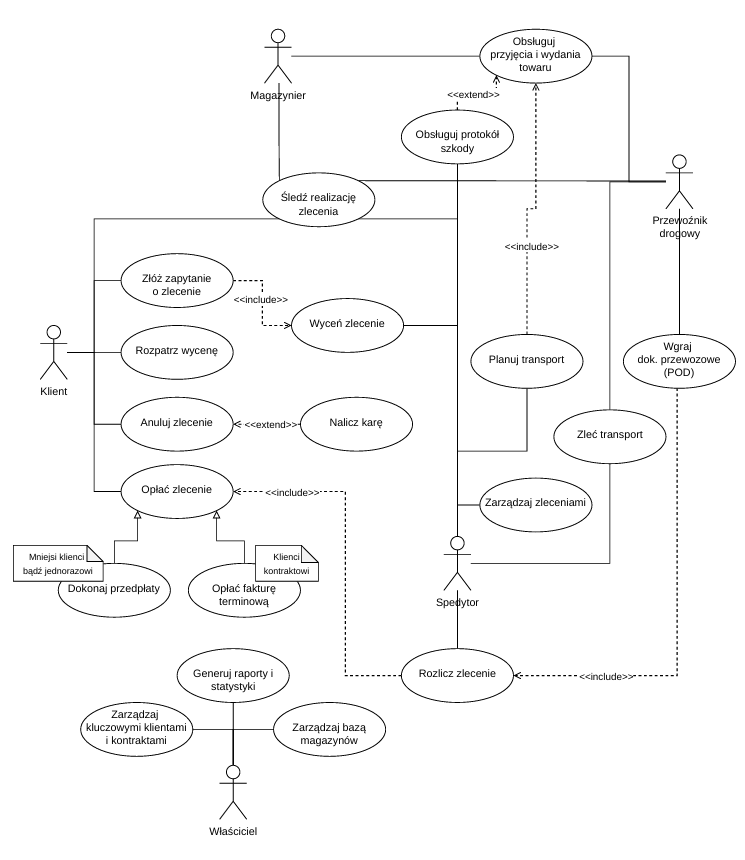 Obsługuj
przyjęcia i wydania
towaru
Magazynier
<<extend>>
Obsługuj protokół
szkody
Śledź realizację
zlecenia
Przewoźnik
drogowy
<<include>>
Złóż zapytanie
o zlecenie
<<include>>
Wyceń zlecenie
Rozpatrz wycenę
Planuj transport
Wgraj
dok. przewozowe
(POD)
Klient
Anuluj zlecenie
<<extend>>
Nalicz karę
Zleć transport
Opłać zlecenie
<<include>>
Zarządzaj zleceniami
Mniejsi klienci
bądź jednorazowi
Klienci
kontraktowi
Dokonaj przedpłaty
Opłać fakturę
terminową
Spedytor
Generuj raporty i
statystyki
Rozlicz zlecenie
<<include>>
Zarządzaj
kluczowymi klientami
i kontraktami
Zarządzaj bazą
magazynów
Właściciel